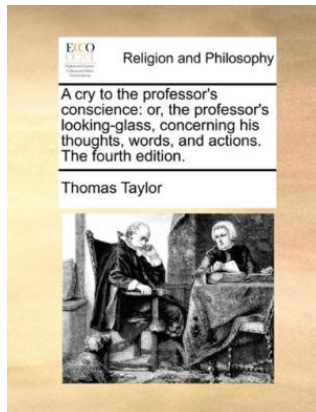 ECCO
Religion and Philosophy
A cry to the professor's
conscience: or, the professor's
looking-glass, concerning his
thoughts, words, and actions.
The fourth edition.
Thomas Taylor